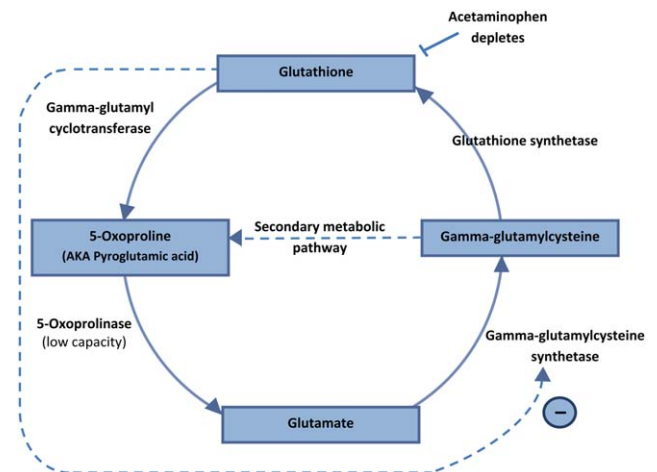 Acetaminophen
depletes
Glutathione
Gamma-glutamyl
cyclotransferase
Glutathione synthetase
5-Oxoproline
(AKA Pyroglutamic acid)
Secondary metabolic
pathway
Gamma-glutamylcysteine
5-Oxoprolinase
(low capacity)
Gamma-glutamylcysteine
synthetase
Glutamate
−